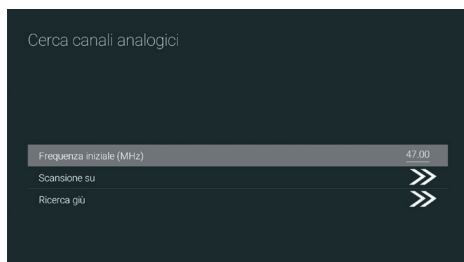 Cerca canali analogici
Frequenza iniziale (MHz) 47.00
Scansione su
Ricerca giù